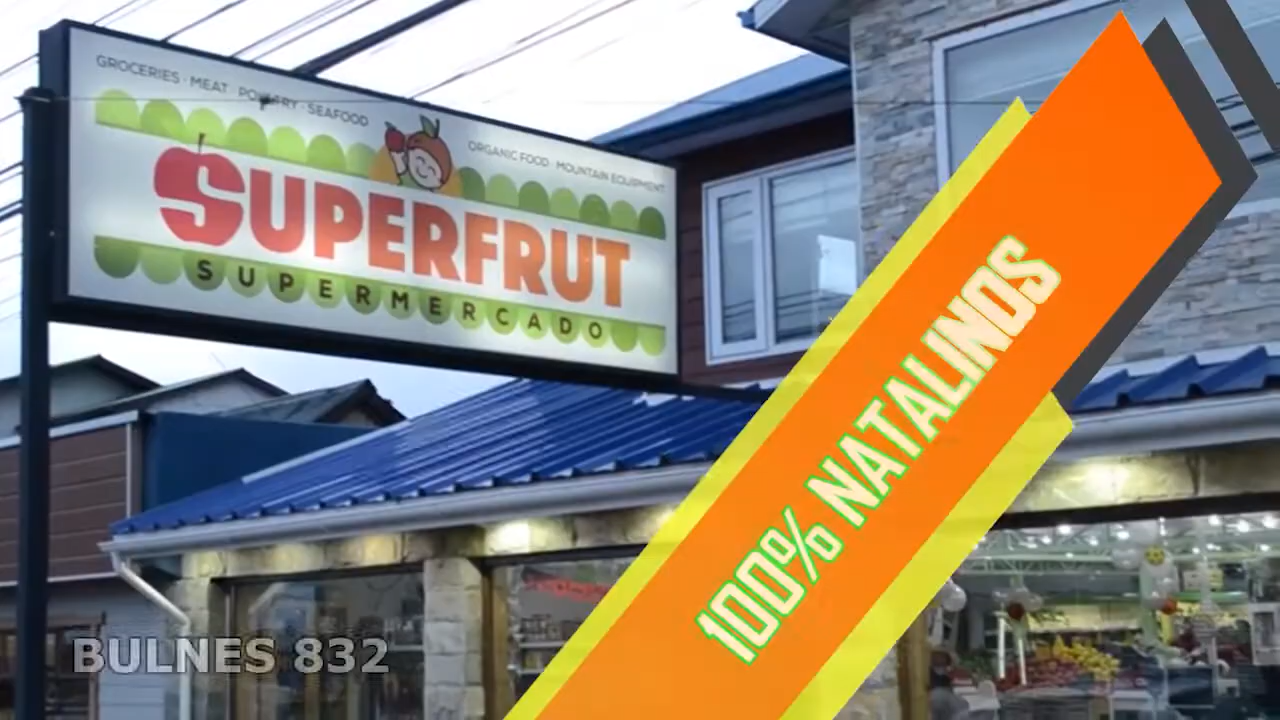 GROCERIES · MEAT · POULTRY · SEAFOOD
ORGANIC FOOD · MOUNTAIN EQUIPMENT
SUPERFRUT
SUPERMERCADO
100% NATALINOS
BULNES 832